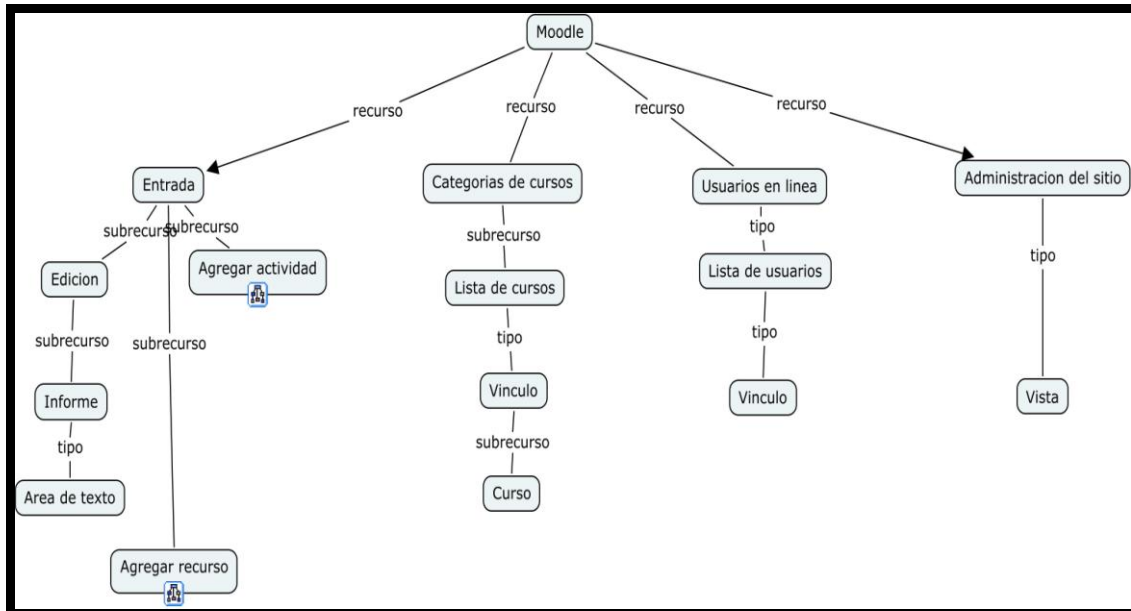 Moodle
recurso
recurso
recurso
recurso
Entrada
Categorias de cursos
Usuarios en linea
Administracion del sitio
subrecurso
subrecurso
subrecurso
tipo
tipo
Edicion
Agregar actividad
Lista de cursos
Lista de usuarios
subrecurso
subrecurso
tipo
tipo
Informe
Vinculo
Vinculo
Vista
tipo
subrecurso
Area de texto
Curso
Agregar recurso